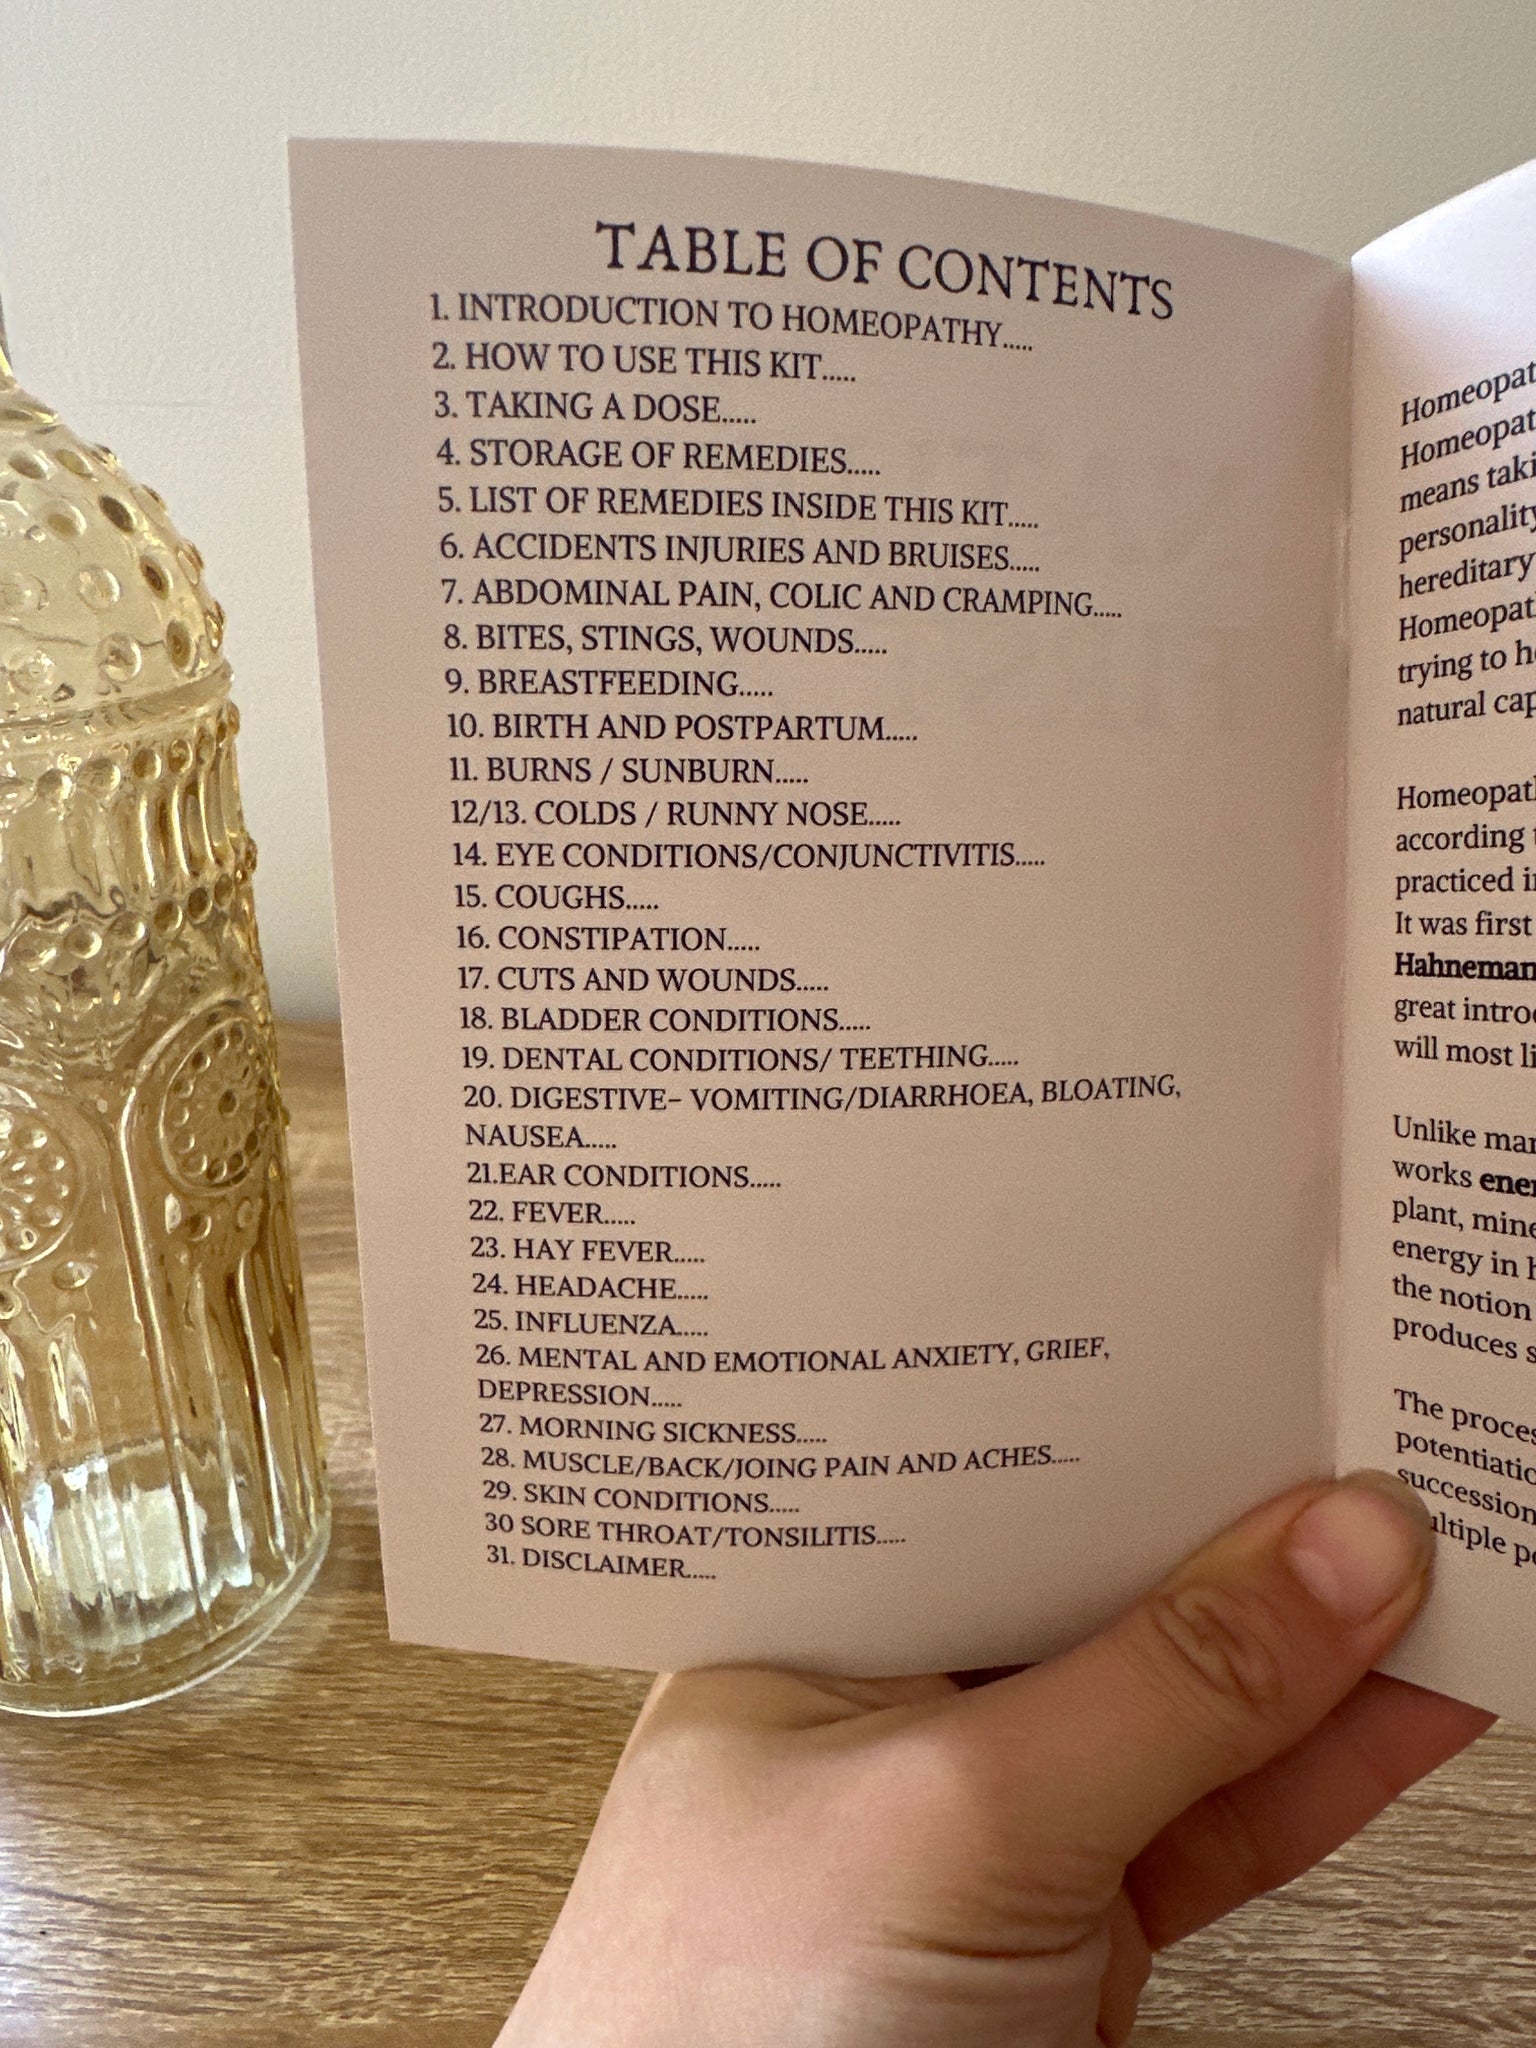 TABLE OF CONTENTS
1. INTRODUCTION TO HOMEOPATHY.....
2. HOW TO USE THIS KIT.....
3. TAKING A DOSE.....
4. STORAGE OF REMEDIES.....
5. LIST OF REMEDIES INSIDE THIS KIT.....
6. ACCIDENTS INJURIES AND BRUISES.....
7. ABDOMINAL PAIN, COLIC AND CRAMPING.....
8. BITES, STINGS, WOUNDS.....
9. BREASTFEEDING.....
10. BIRTH AND POSTPARTUM.....
11. BURNS / SUNBURN.....
12/13. COLDS / RUNNY NOSE.....
14. EYE CONDITIONS/CONJUNCTIVITIS.....
15. COUGHS.....
16. CONSTIPATION.....
17. CUTS AND WOUNDS.....
18. BLADDER CONDITIONS.....
19. DENTAL CONDITIONS/ TEETHING.....
20. DIGESTIVE- VOMITING/DIARRHOEA, BLOATING,
NAUSEA.....
21.EAR CONDITIONS.....
22. FEVER.....
23. HAY FEVER.....
24. HEADACHE.....
25. INFLUENZA.....
26. MENTAL AND EMOTIONAL ANXIETY, GRIEF,
DEPRESSION.....
27. MORNING SICKNESS.....
28. MUSCLE/BACK/JOING PAIN AND ACHES.....
29. SKIN CONDITIONS.....
30 SORE THROAT/TONSILITIS.....
31. DISCLAIMER.....
means
personality
hereditary
trying to
natural
according
practiced
It was first
great
will most
Unlike
works
plant,
energy in
the notion
produces
The
succession